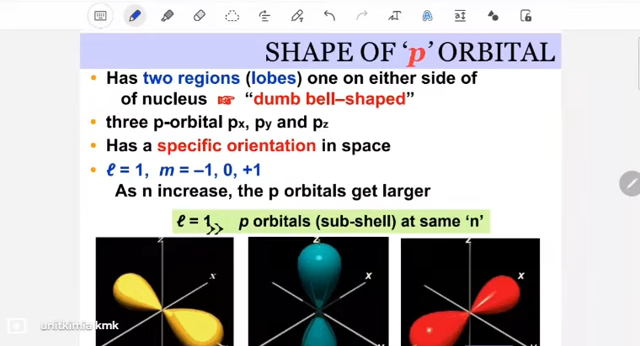 SHAPE OF ‘p’ ORBITAL
• Has two regions (lobes) one on either side of
of nucleus ☞ “dumb bell–shaped”
• three p-orbital px, py and pz
• Has a specific orientation in space
• ℓ = 1, m = –1, 0, +1
As n increase, the p orbitals get larger
ℓ = 1 p orbitals (sub-shell) at same ‘n’
z z z
x x x
unitkimia kmk